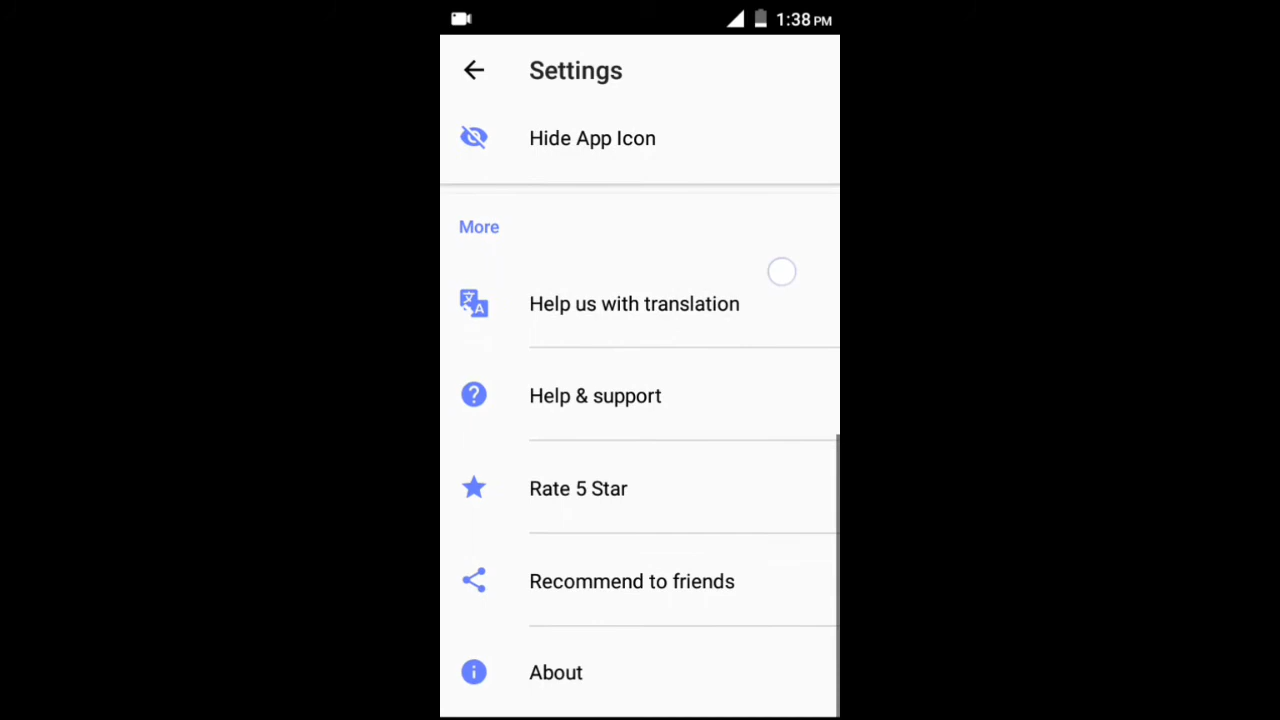 1:38 PM
Settings
Hide App Icon
More
Help us with translation
Help & support
Rate 5 Star
Recommend to friends
About